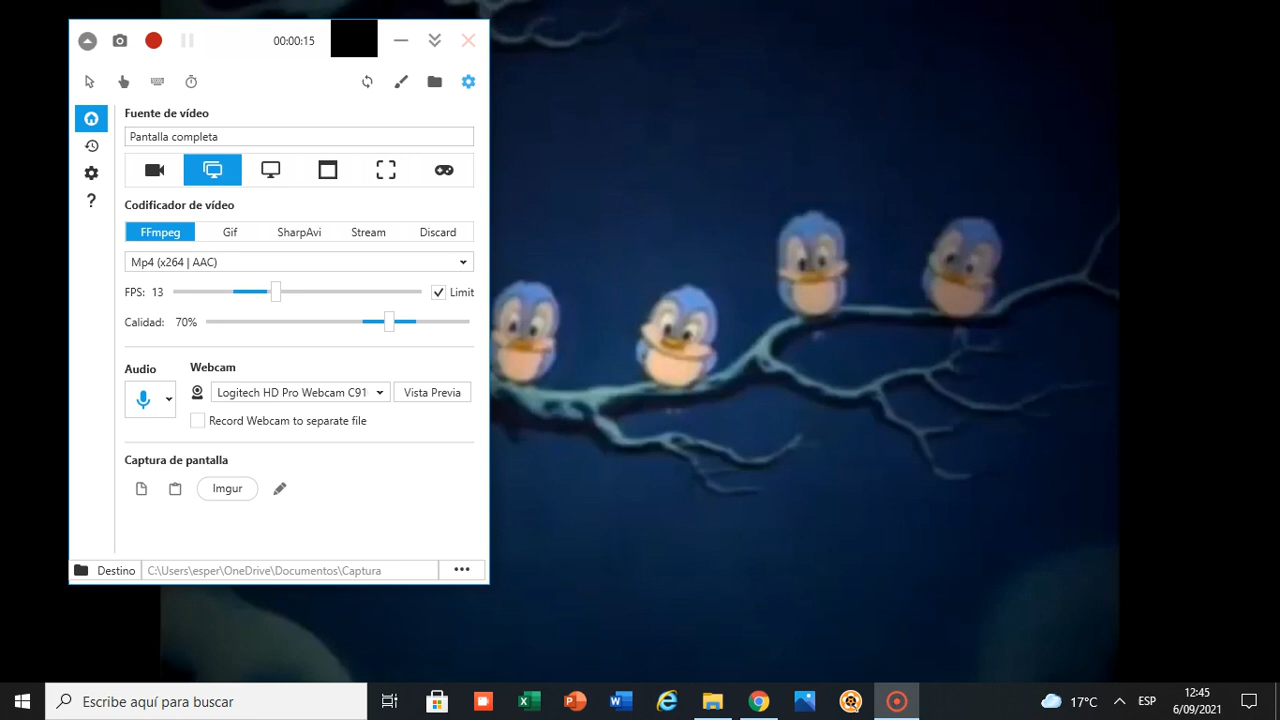 00:00:15
Fuente de vídeo
Pantalla completa
Codificador de vídeo
FFmpeg Gif SharpAvi Stream Discard
Mp4 (x264 | AAC)
FPS: 13 Limit
Calidad: 70%
Audio Webcam
Logitech HD Pro Webcam C91 Vista Previa
Record Webcam to separate file
Captura de pantalla
Imgur
Destino C:\Users\esper\OneDrive\Documentos\Captura •••
Escribe aquí para buscar
17°C ESP 12:45
6/09/2021